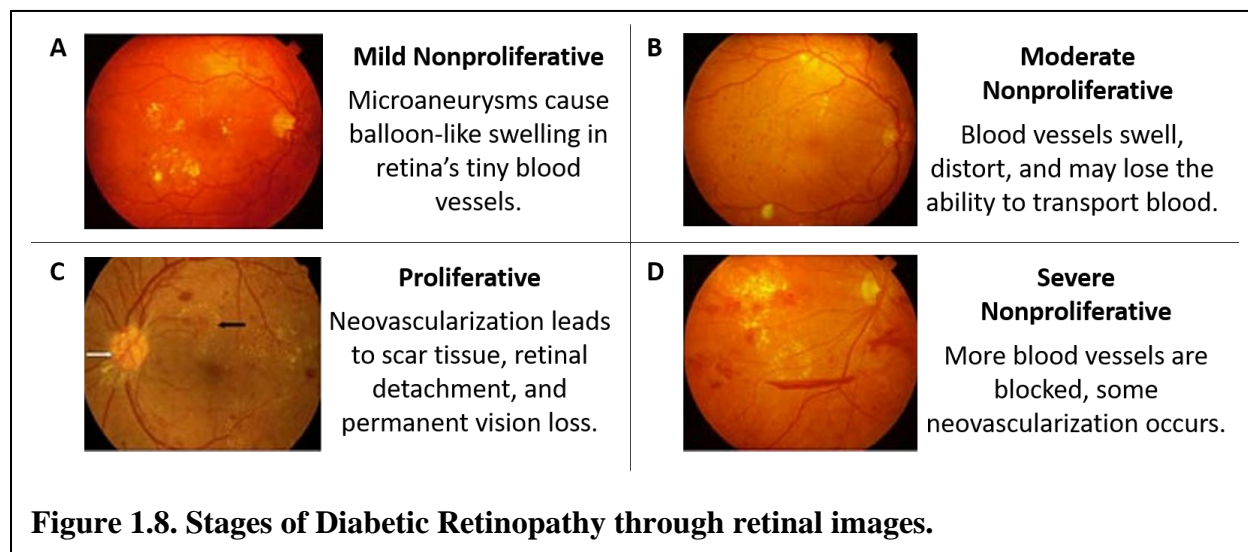 A
Mild Nonproliferative
Microaneurysms cause
balloon-like swelling in
retina's tiny blood
vessels.
B
Moderate
Nonproliferative
Blood vessels swell,
distort, and may lose the
ability to transport blood.
C
Proliferative
Neovascularization leads
to scar tissue, retinal
detachment, and
permanent vision loss.
D
Severe
Nonproliferative
More blood vessels are
blocked, some
neovascularization occurs.
Figure 1.8. Stages of Diabetic Retinopathy through retinal images.